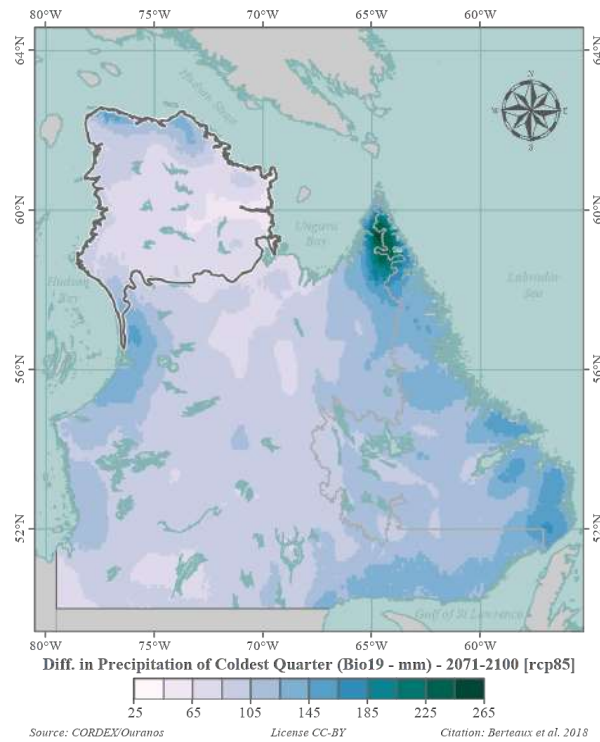 80°W 75°W 70°W 65°W 60°W
64°N 64°N
N
W E
S
Hudson Strait
60°N 60°N
Ungava
Bay
Hudson
Bay
Labrador
Sea
56°N 56°N
52°N 52°N
Gulf of St Lawrence
80°W 75°W 70°W 65°W 60°W
Diff. in Precipitation of Coldest Quarter (Bio19 - mm) - 2071-2100 [rcp85]
25 65 105 145 185 225 265
Source: CORDEX/Ouranos License CC-BY Citation: Berteaux et al. 2018